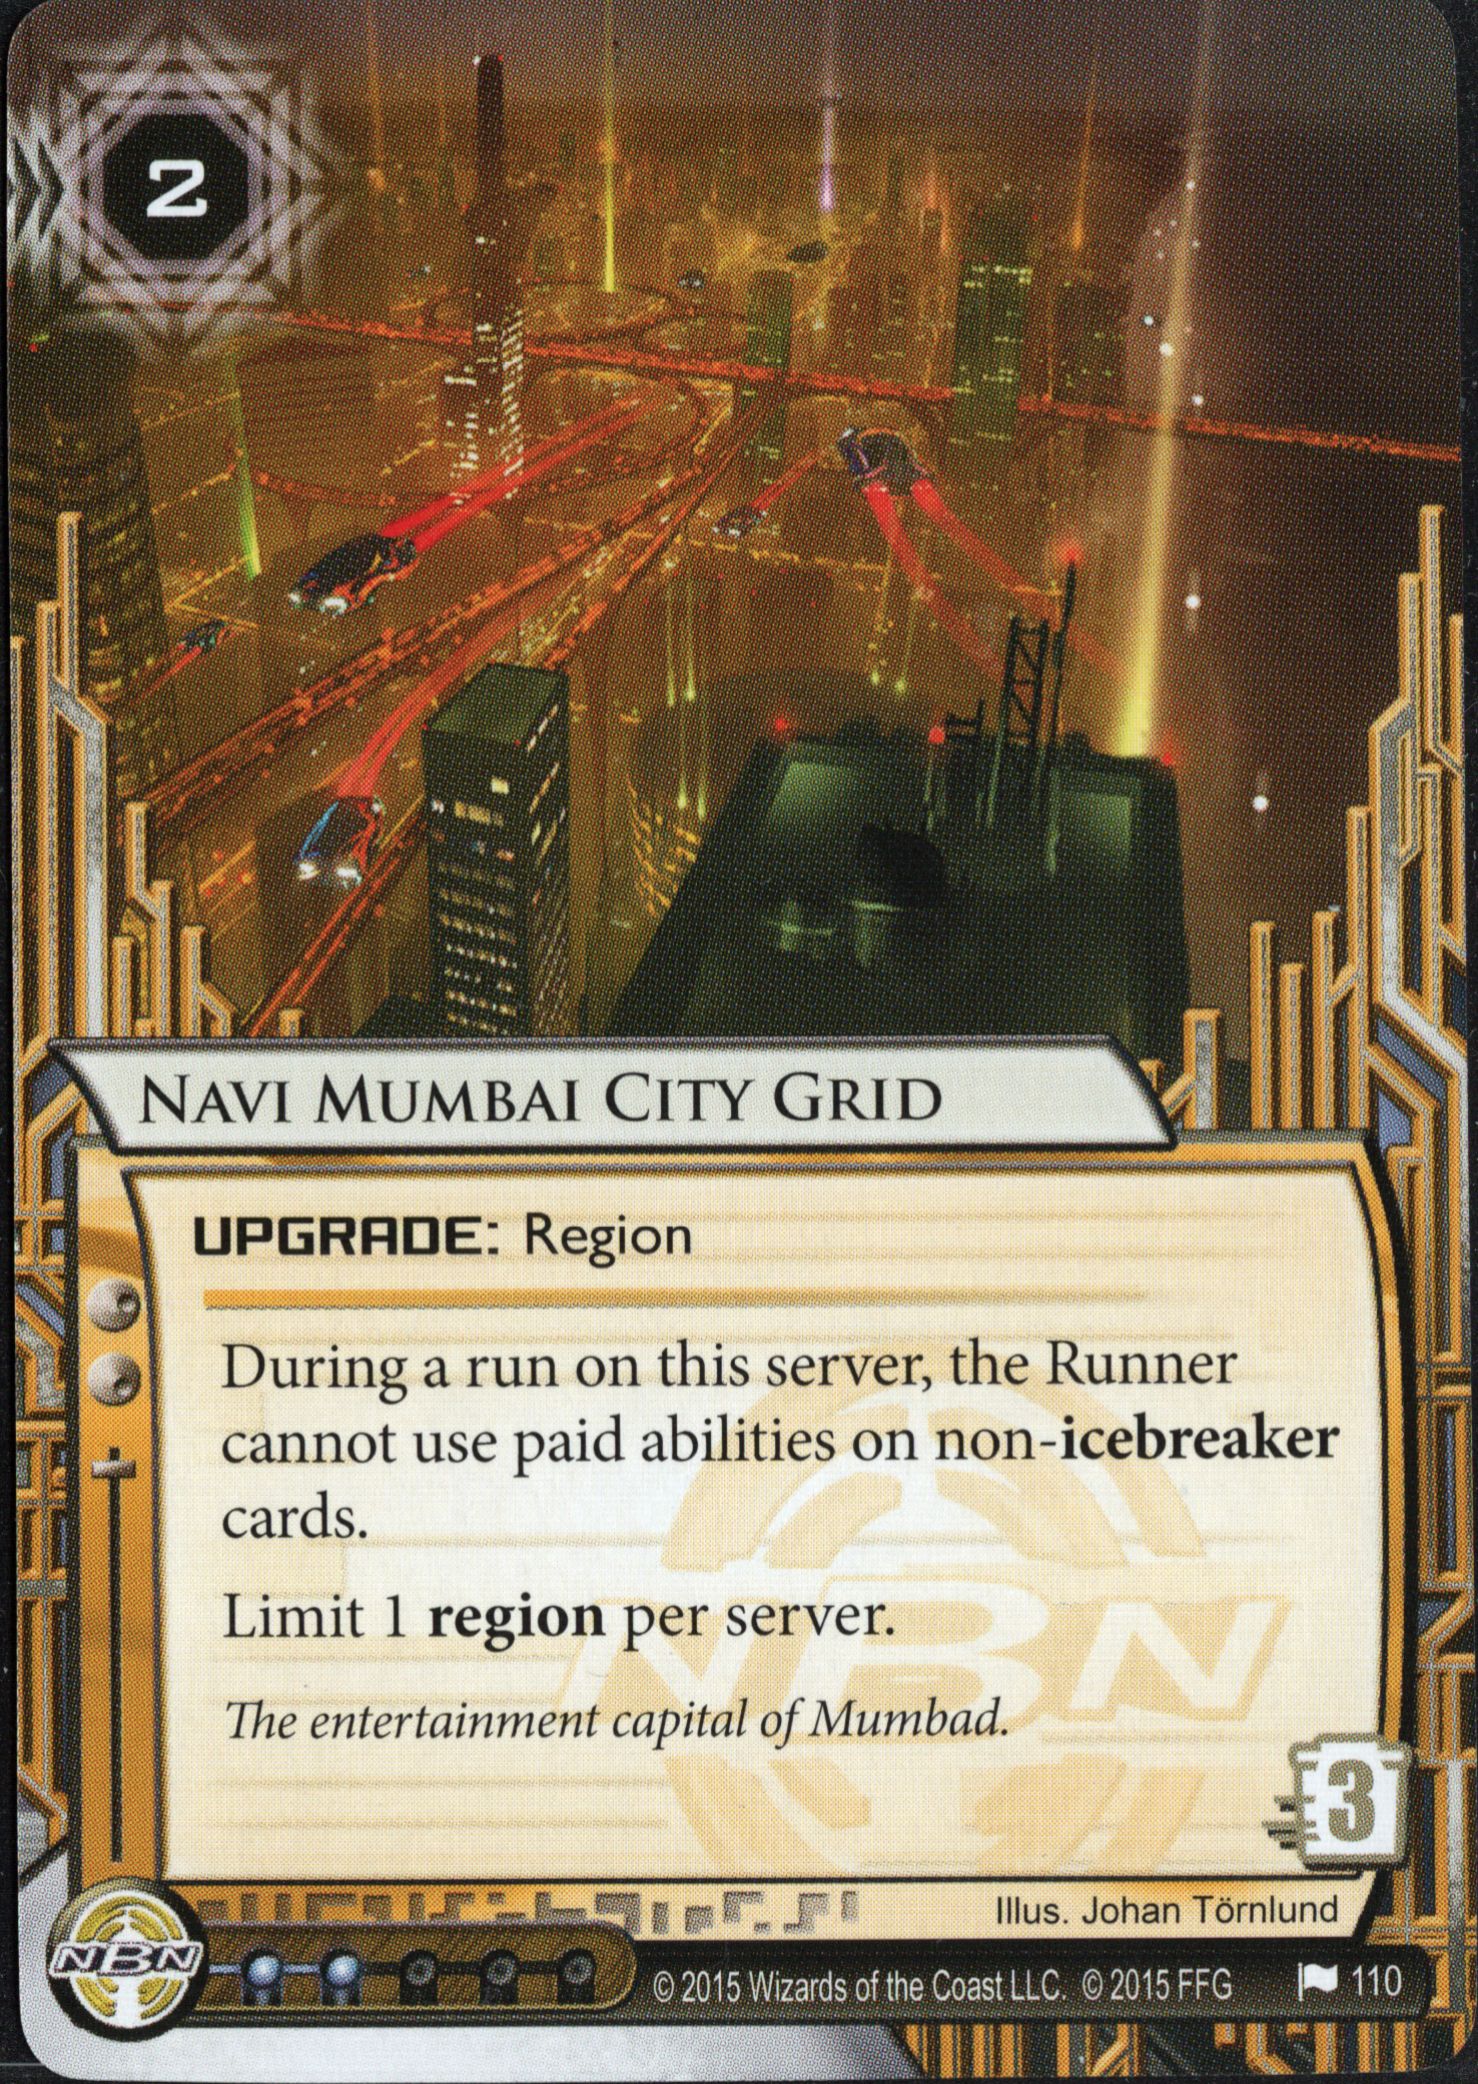 2
NAVI MUMBAI CITY GRID
UPGRADE: Region
During a run on this server, the Runner
cannot use paid abilities on non-icebreaker
cards.
Limit 1 region per server.
The entertainment capital of Mumbad.
NBN
3
Illus. Johan Törnlund
NBN
© 2015 Wizards of the Coast LLC. © 2015 FFG 110